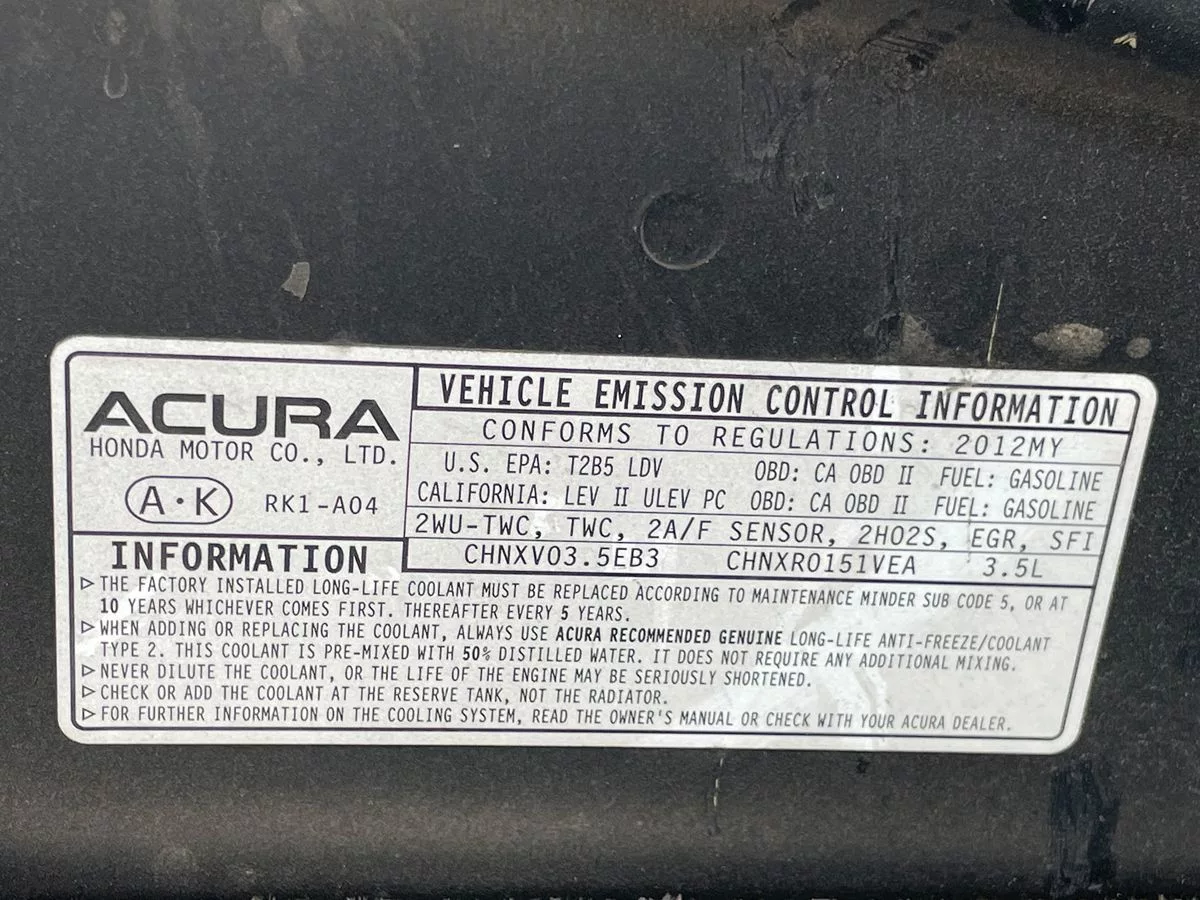 ACURA
HONDA MOTOR CO., LTD.
A·K RK1-A04
VEHICLE EMISSION CONTROL INFORMATION
CONFORMS TO REGULATIONS: 2012MY
U.S. EPA: T2B5 LDV OBD: CA OBD II FUEL: GASOLINE
CALIFORNIA: LEV II ULEV PC OBD: CA OBD II FUEL: GASOLINE
2WU-TWC, TWC, 2A/F SENSOR, 2HO2S, EGR, SFI
CHNXV03.5EB3 CHNXR0151VEA 3.5L
INFORMATION
▷ THE FACTORY INSTALLED LONG-LIFE COOLANT MUST BE REPLACED ACCORDING TO MAINTENANCE MINDER SUB CODE 5, OR AT
10 YEARS WHICHEVER COMES FIRST. THEREAFTER EVERY 5 YEARS.
▷ WHEN ADDING OR REPLACING THE COOLANT, ALWAYS USE ACURA RECOMMENDED GENUINE LONG-LIFE ANTI-FREEZE/COOLANT
TYPE 2. THIS COOLANT IS PRE-MIXED WITH 50% DISTILLED WATER. IT DOES NOT REQUIRE ANY ADDITIONAL MIXING.
▷ NEVER DILUTE THE COOLANT, OR THE LIFE OF THE ENGINE MAY BE SERIOUSLY SHORTENED.
▷ CHECK OR ADD THE COOLANT AT THE RESERVE TANK, NOT THE RADIATOR.
▷ FOR FURTHER INFORMATION ON THE COOLING SYSTEM, READ THE OWNER'S MANUAL OR CHECK WITH YOUR ACURA DEALER.